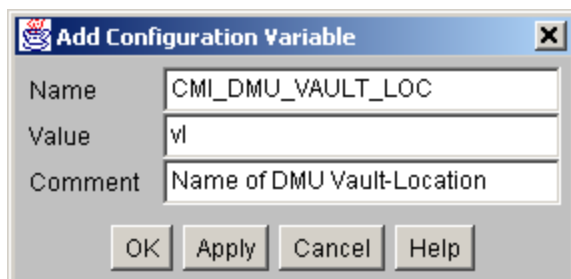 Add Configuration Variable
Name CMI_DMU_VAULT_LOC
Value vl
Comment Name of DMU Vault-Location
OK Apply Cancel Help